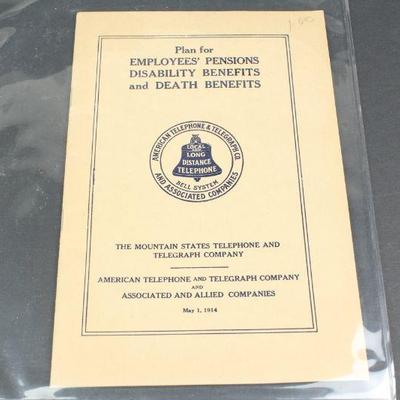 1.00
Plan for
EMPLOYEES' PENSIONS
DISABILITY BENEFITS
and DEATH BENEFITS
AMERICAN TELEPHONE & TELEGRAPH CO.
LOCAL
LONG
DISTANCE
TELEPHONE
BELL SYSTEM
AND ASSOCIATED COMPANIES
THE MOUNTAIN STATES TELEPHONE AND
TELEGRAPH COMPANY
AMERICAN TELEPHONE AND TELEGRAPH COMPANY
AND
ASSOCIATED AND ALLIED COMPANIES
May 1, 1914